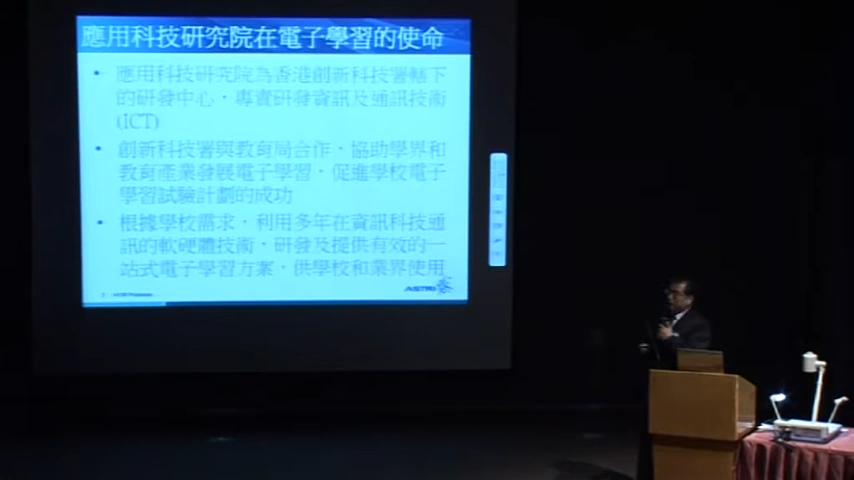 應用科技研究院在電子學習的使命
• 應用科技研究院為香港創新科技署轄下
的研發中心，專責研發資訊及通訊技術
(ICT)
• 創新科技署與教育局合作，協助學界和
教育產業發展電子學習，促進學校電子
學習試驗計劃的成功
• 根據學校需求，利用多年在資訊科技通
訊的軟硬體技術，研發及提供有效的一
站式電子學習方案，供學校和業界使用
ASTRI